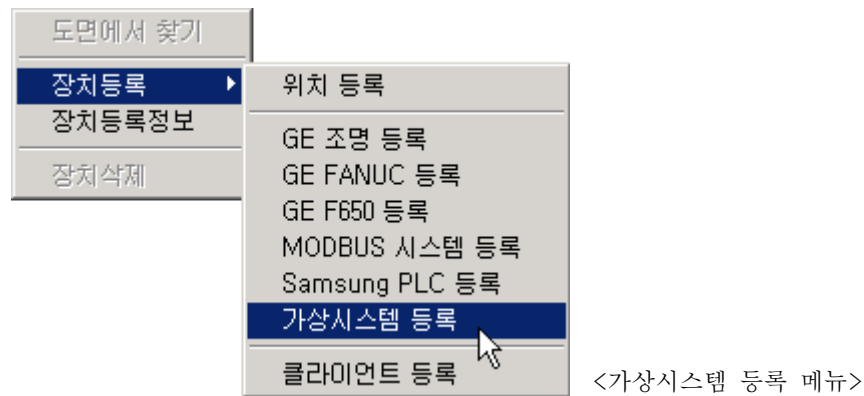 도면에서 찾기
장치등록
장치등록정보
장치삭제
위치 등록
GE 조명 등록
GE FANUC 등록
GE F650 등록
MODBUS 시스템 등록
Samsung PLC 등록
가상시스템 등록
클라이언트 등록
<가상시스템 등록 메뉴>